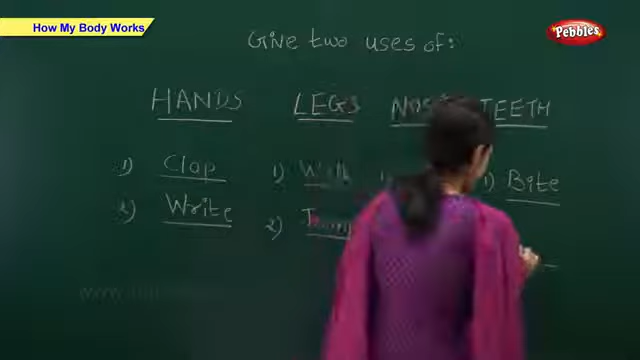 How My Body Works
Pebbles
Give two uses of:
HANDS LEGS TEETH
1) Clap 1) Walk 1) Bite
2) Write 2)